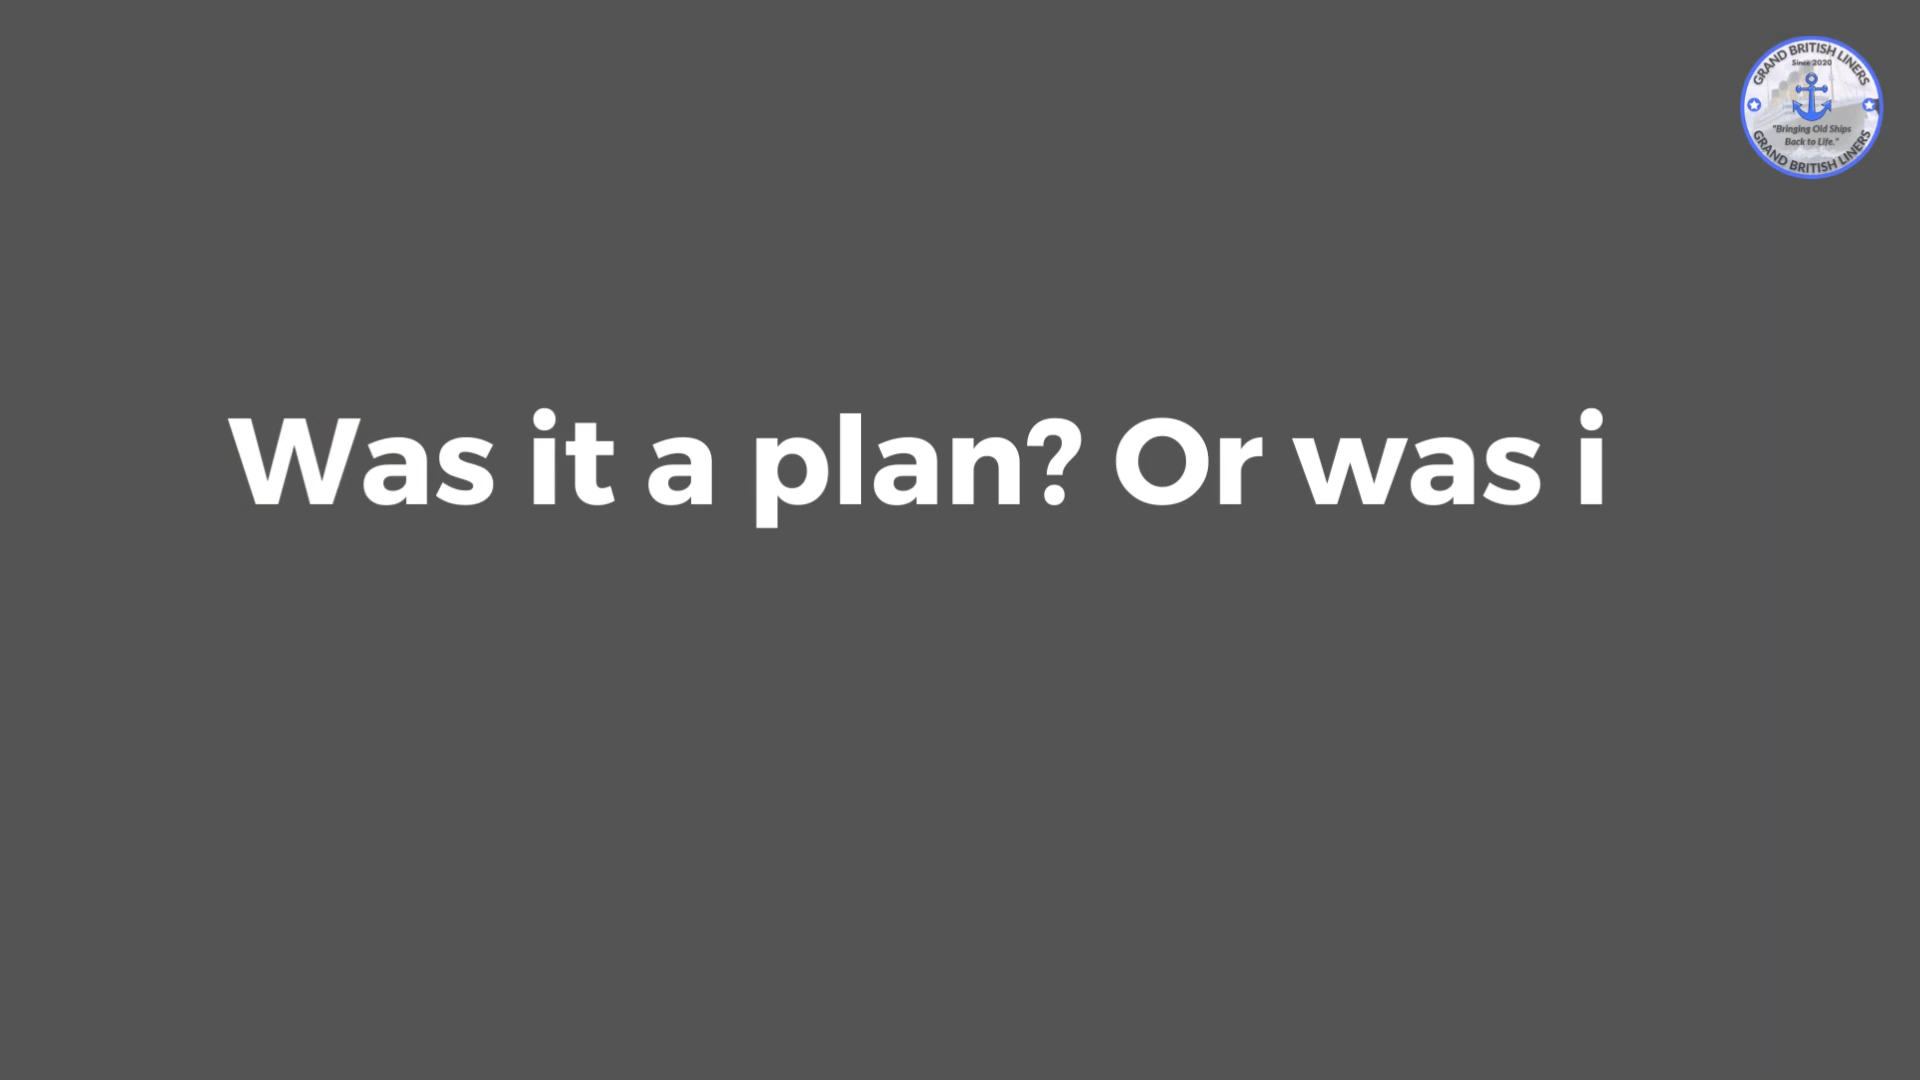 GRAND BRITISH LINERS
Since 2020
"Bringing Old Ships
Back to Life."
GRAND BRITISH LINERS
Was it a plan? Or was i